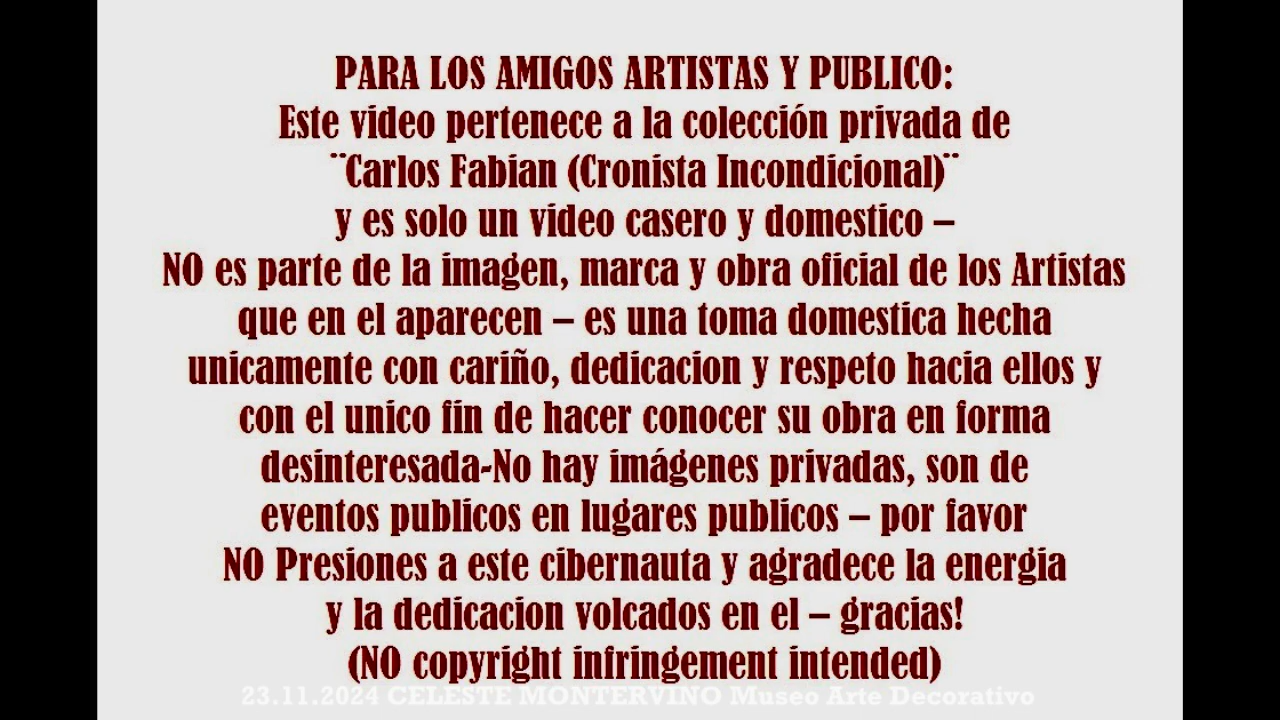 PARA LOS AMIGOS ARTISTAS Y PUBLICO:
Este video pertenece a la colección privada de
¨Carlos Fabian (Cronista Incondicional)¨
y es solo un video casero y domestico –
NO es parte de la imagen, marca y obra oficial de los Artistas
que en el aparecen – es una toma domestica hecha
unicamente con cariño, dedicacion y respeto hacia ellos y
con el unico fin de hacer conocer su obra en forma
desinteresada-No hay imágenes privadas, son de
eventos publicos en lugares publicos – por favor
NO Presiones a este cibernauta y agradece la energia
y la dedicacion volcados en el – gracias!
(NO copyright infringement intended)
23.11.2024 CELESTE MONTERVINO Museo Arte Decorativo